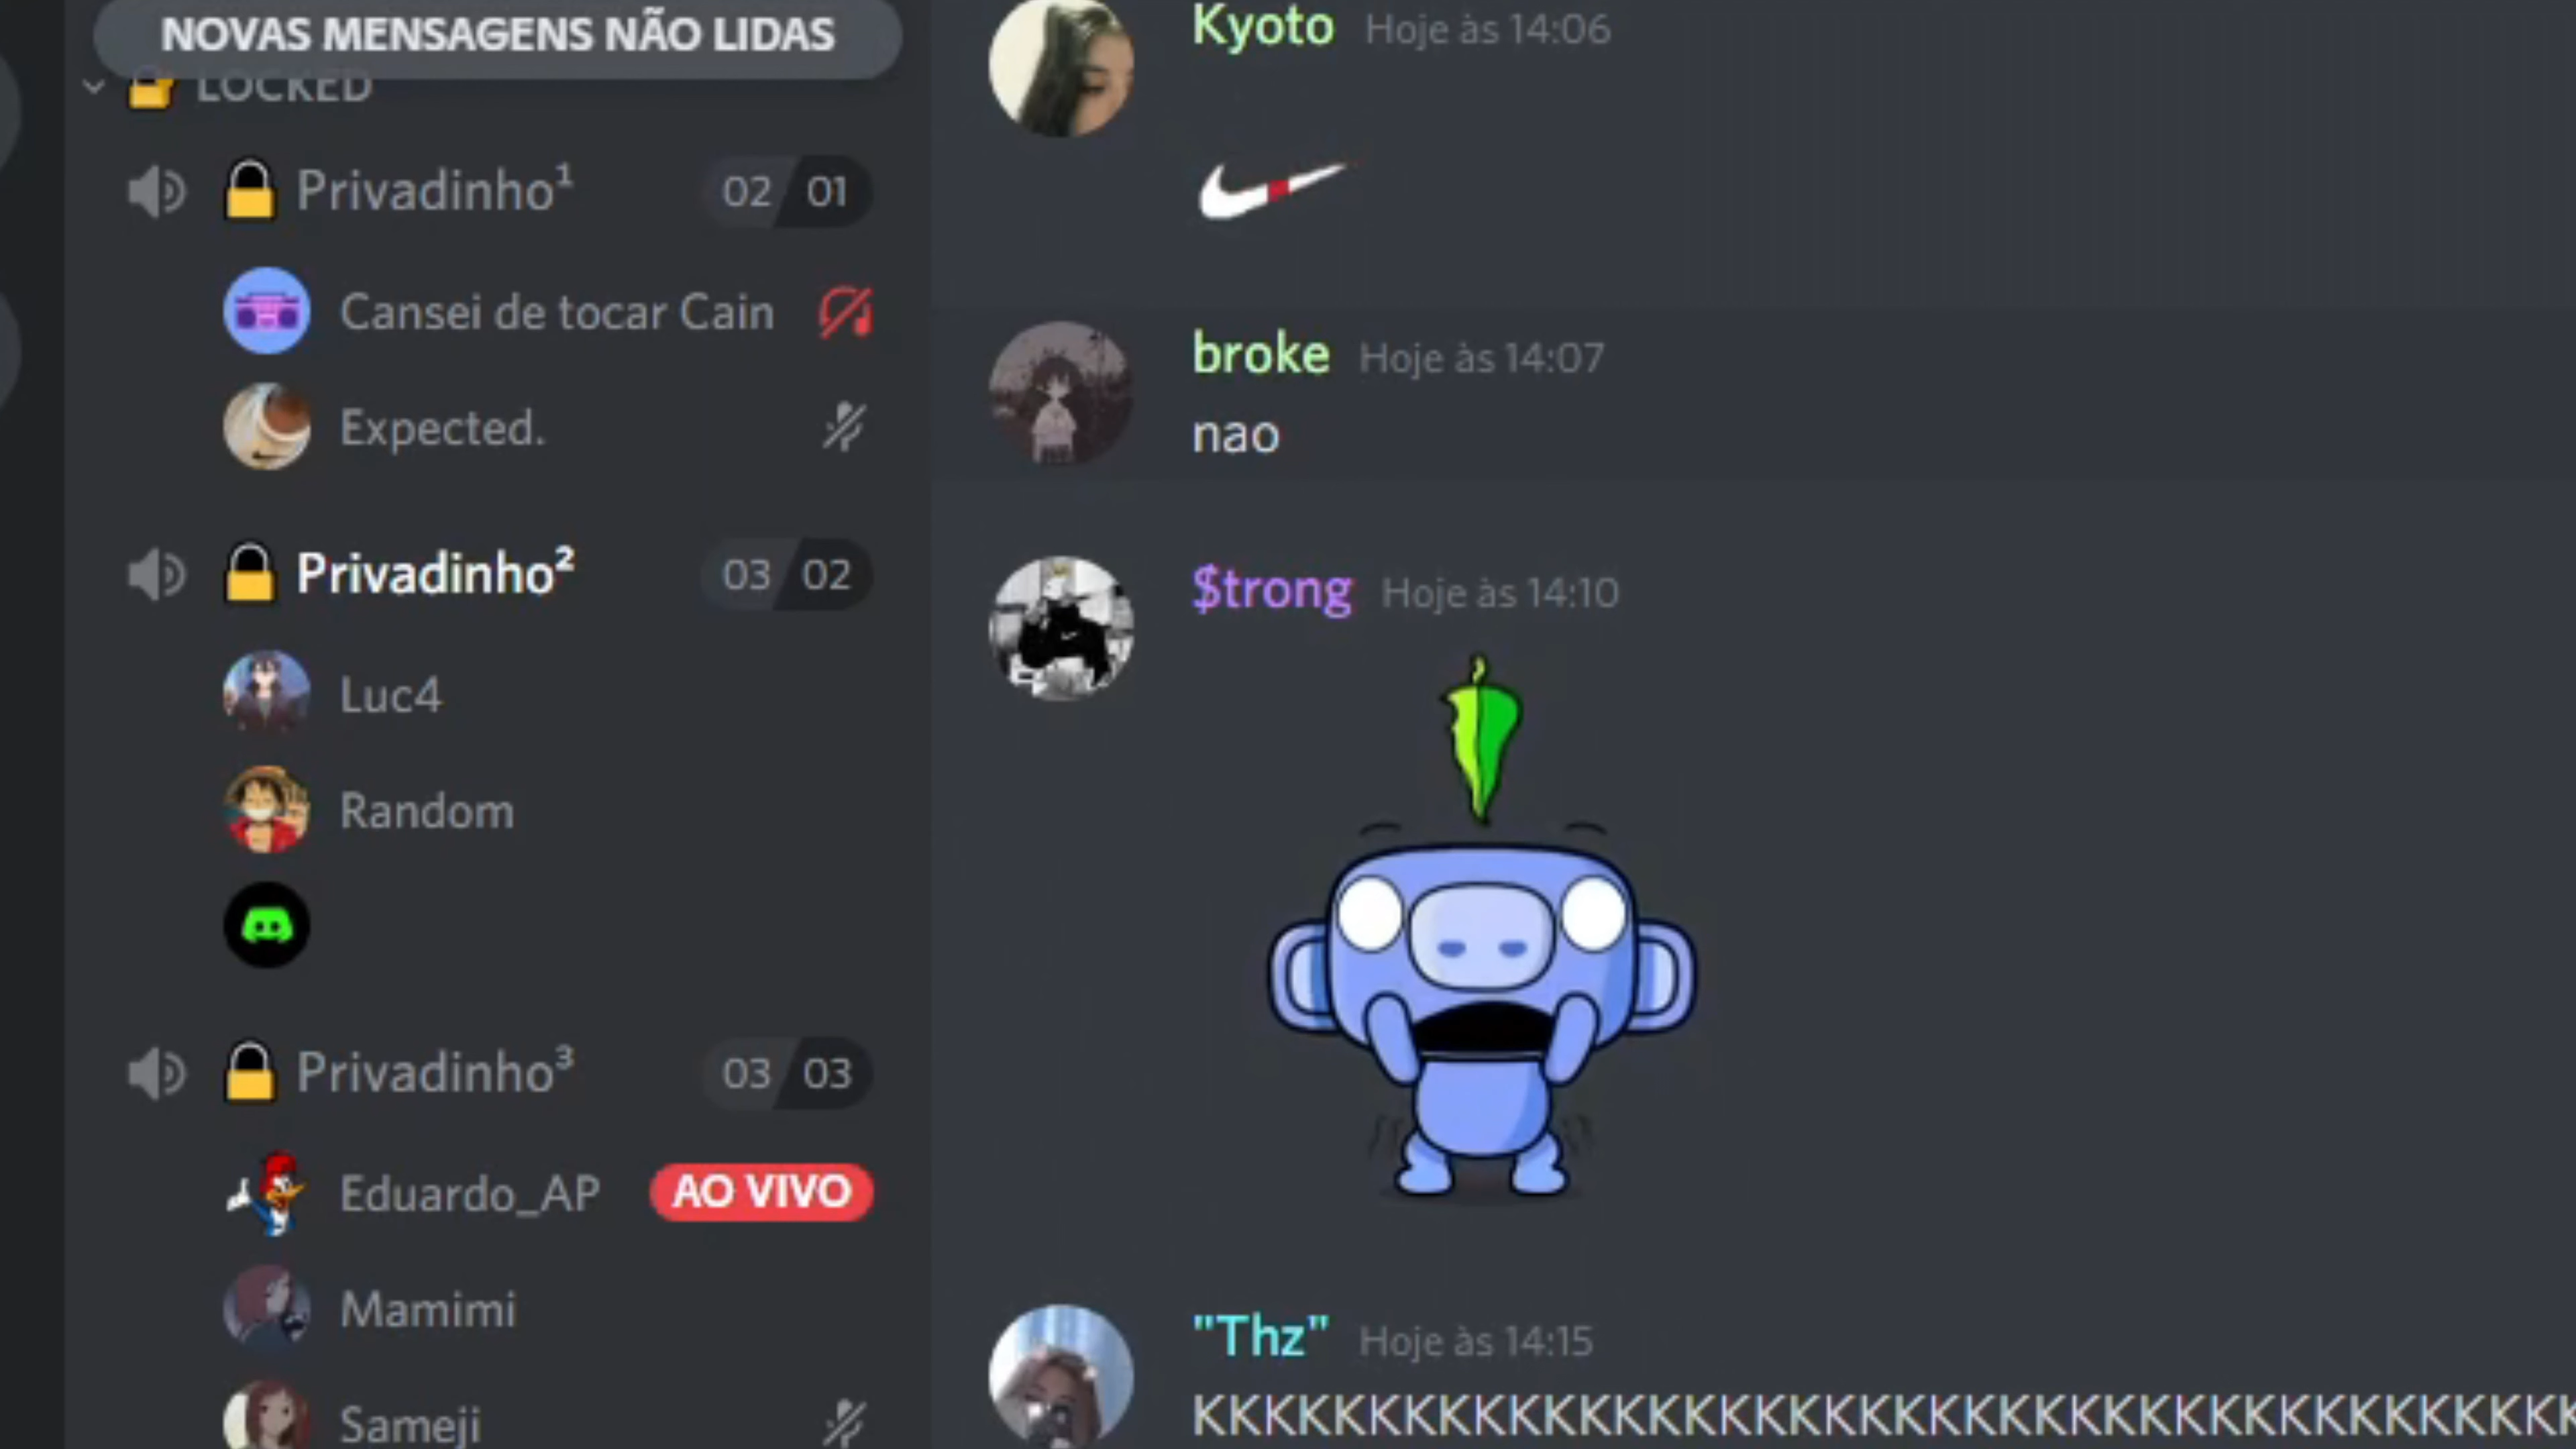 NOVAS MENSAGENS NÃO LIDAS
LOCKED
Privadinho¹ 02 01
Cansei de tocar Cain
Expected.
Privadinho² 03 02
Luc4
Random
Privadinho³ 03 03
Eduardo_AP AO VIVO
Mamimi
Sameji
Kyoto Hoje às 14:06
broke Hoje às 14:07
nao
$trong Hoje às 14:10
"Thz" Hoje às 14:15
KKKKKKKKKKKKKKKKKKKKKKKKKKKKKKKKKKKKKKKK